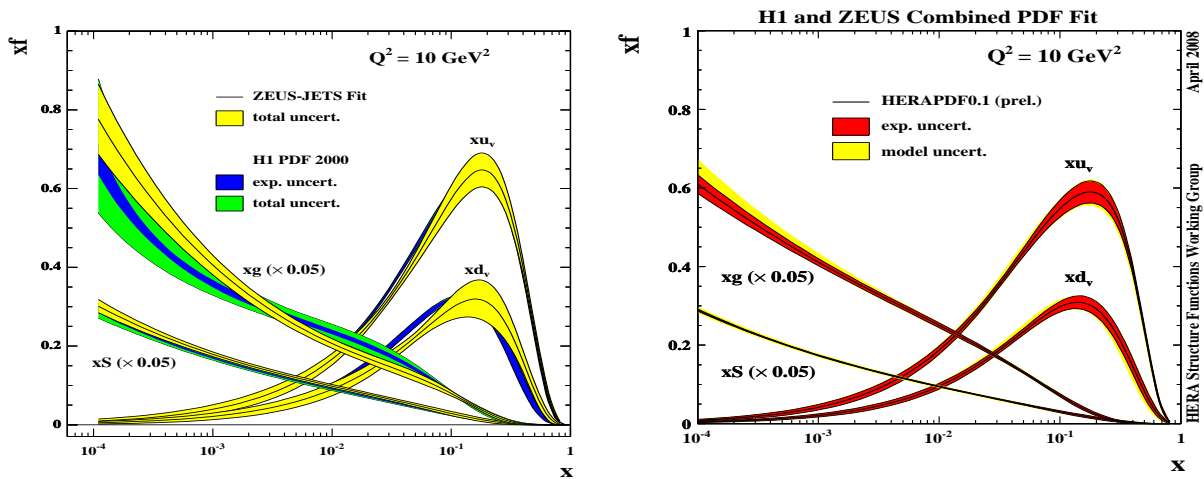 xf
1
0.8
0.6
0.4
0.2
0
Q² = 10 GeV²
ZEUS-JETS Fit
total uncert.
H1 PDF 2000
exp. uncert.
total uncert.
xuᵥ
xdᵥ
xg (× 0.05)
xS (× 0.05)
10⁻⁴ 10⁻³ 10⁻² 10⁻¹ 1
x
H1 and ZEUS Combined PDF Fit
xf
1
0.8
0.6
0.4
0.2
0
Q² = 10 GeV²
HERAPDF0.1 (prel.)
exp. uncert.
model uncert.
xuᵥ
xdᵥ
xg (× 0.05)
xS (× 0.05)
10⁻⁴ 10⁻³ 10⁻² 10⁻¹ 1
x
HERA Structure Functions Working Group April 2008